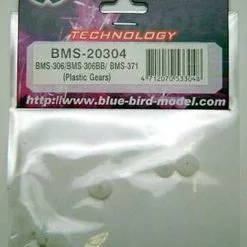 TECHNOLOGY
BMS-20304
BMS-306/BMS-306BB/ BMS-371
(Plastic Gears)
4712070533048
http://www.blue-bird-model.com